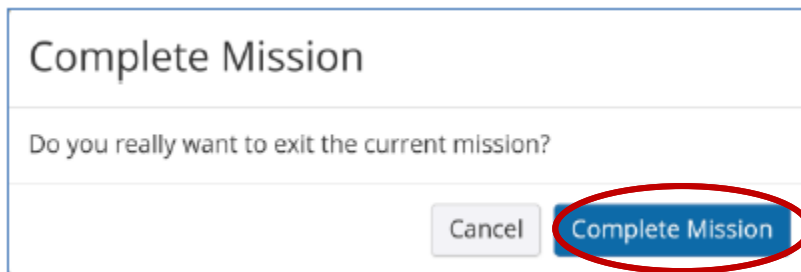 Complete Mission
Do you really want to exit the current mission?
Cancel Complete Mission